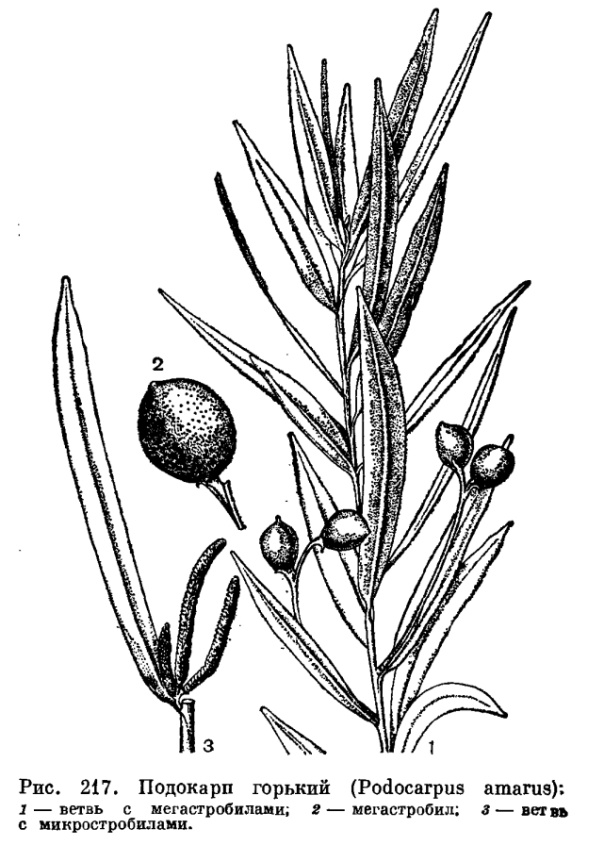 2
3
1
Рис. 217. Подокарп горький (Podocarpus amarus):
1 — ветвь с мегастробилами; 2 — мегастробил; 3 — ветвь
с микростробилами.